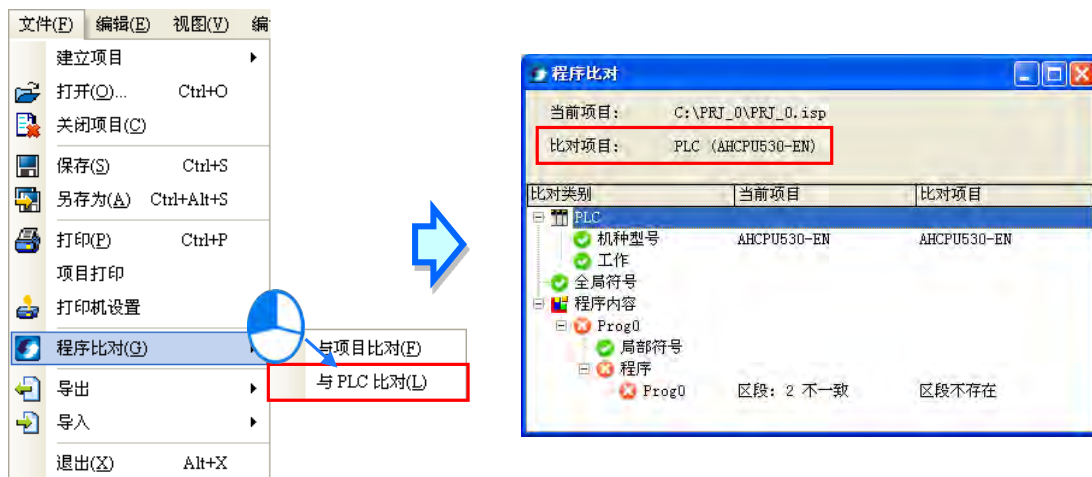 文件(F) 编辑(E) 视图(V) 编
建立项目
打开(O)... Ctrl+O
关闭项目(C)
保存(S) Ctrl+S
另存为(A) Ctrl+Alt+S
打印(P) Ctrl+P
项目打印
打印机设置
程序比对(G)
与项目比对(F)
与 PLC 比对(L)
导出
导入
退出(X) Alt+X
程序比对
当前项目: C:\PRJ_0\PRJ_0.isp
比对项目: PLC (AHCPU530-EN)
比对类别 当前项目 比对项目
PLC
机种型号 AHCPU530-EN AHCPU530-EN
工作
全局符号
程序内容
Prog0
局部符号
程序
Prog0 区段: 2 不一致 区段不存在